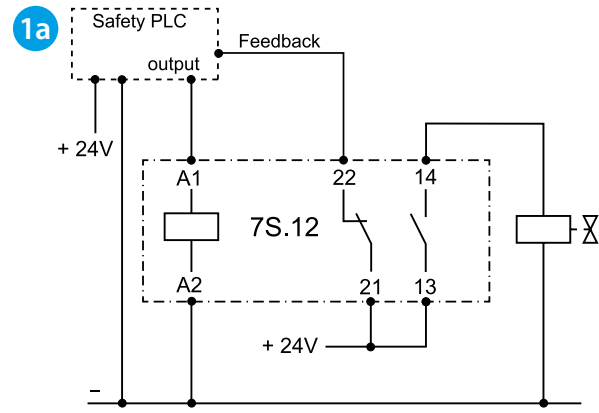 1a
Safety PLC
Feedback
output
+ 24V
A1
22
14
7S.12
A2
21
13
+ 24V
–